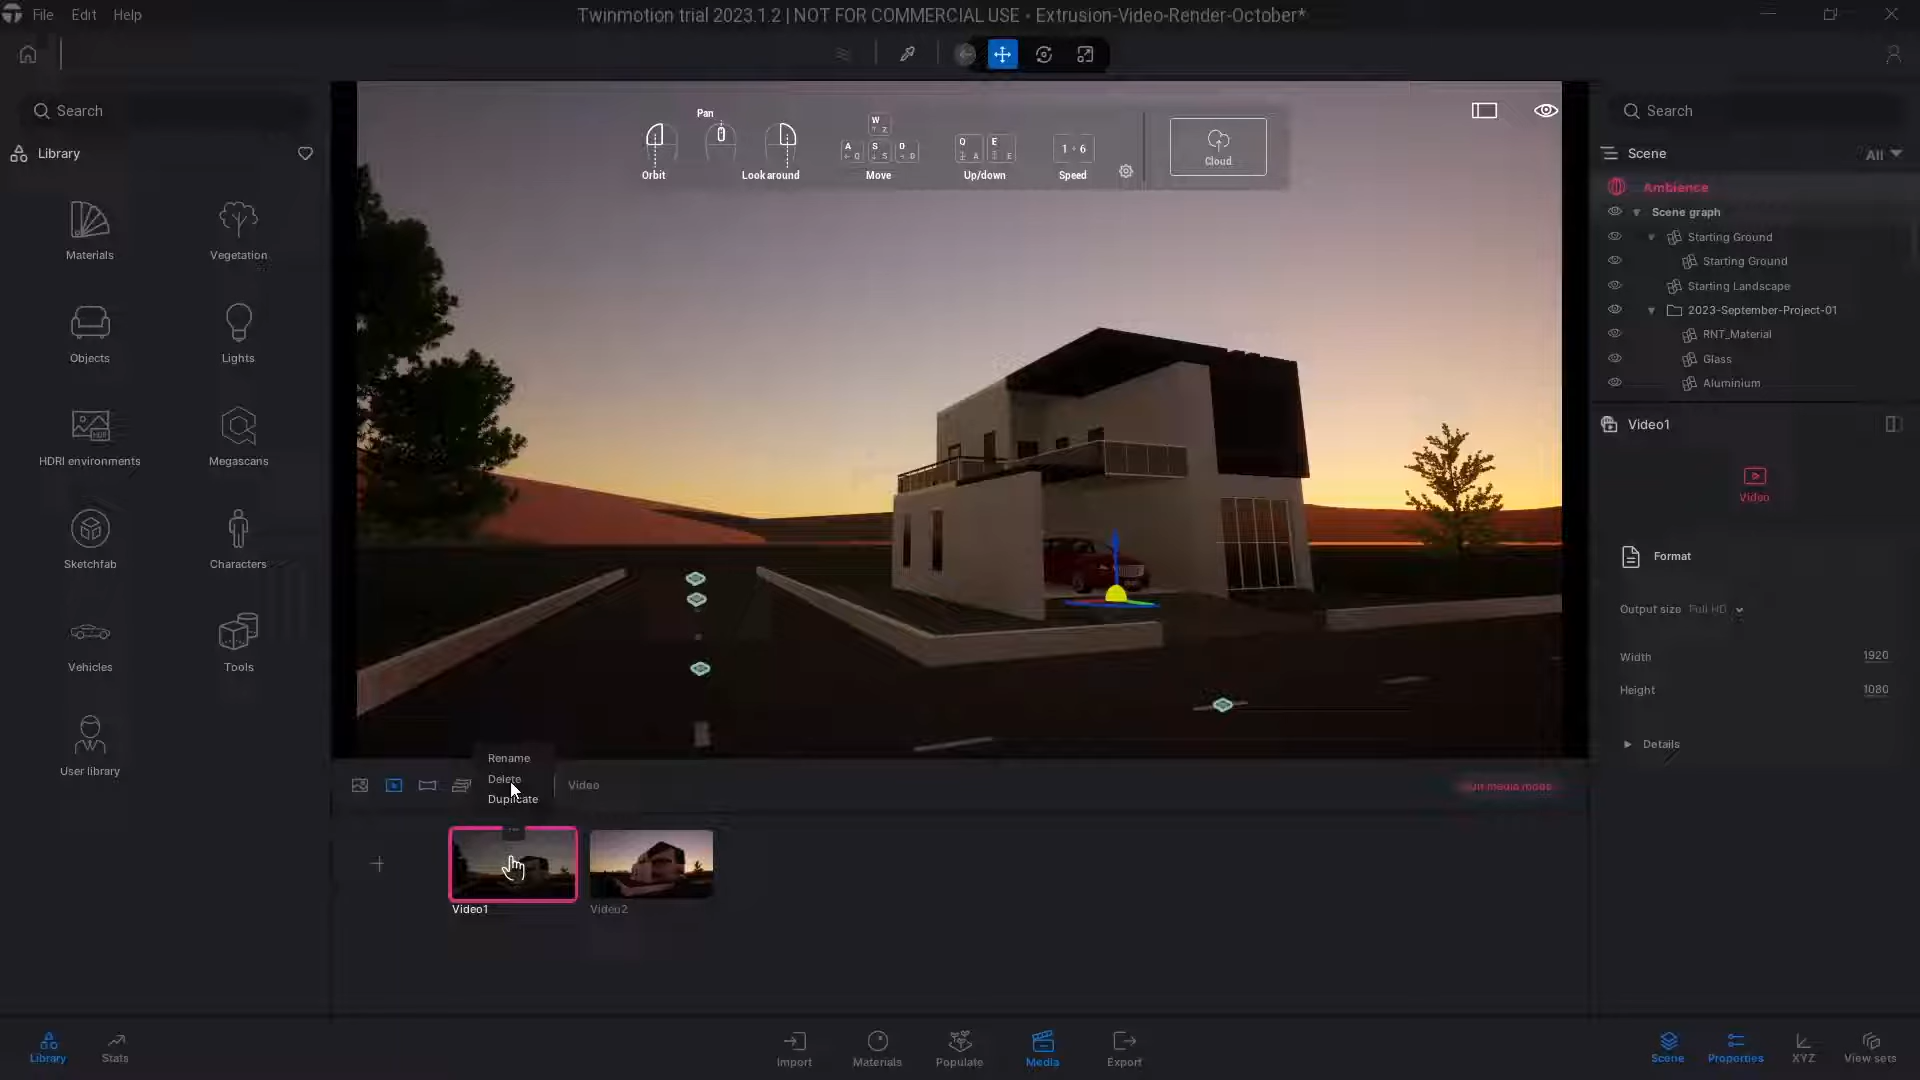 File Edit Help
Twinmotion trial 2023.1.2 | NOT FOR COMMERCIAL USE - Extrusion-Video-Render-October*
Search
Library
Materials
Vegetation
Objects
Lights
HDRI environments
Megascans
Sketchfab
Characters
Vehicles
Tools
User library
Pan
Orbit
Look around
W
A S D
Move
Q E
Up/down
1 - 6
Speed
Cloud
Search
Scene
All
Ambience
Scene graph
Starting Ground
Starting Ground
Starting Landscape
2023-September-Project-01
RNT_Material
Glass
Aluminium
Video1
Video
Format
Output size Full HD
Width 1920
Height 1080
Details
Rename
Delete
Duplicate
Video
media mode
Video1
Video2
Library
Stats
Import
Materials
Populate
Media
Export
Scene
Properties
XYZ
View sets